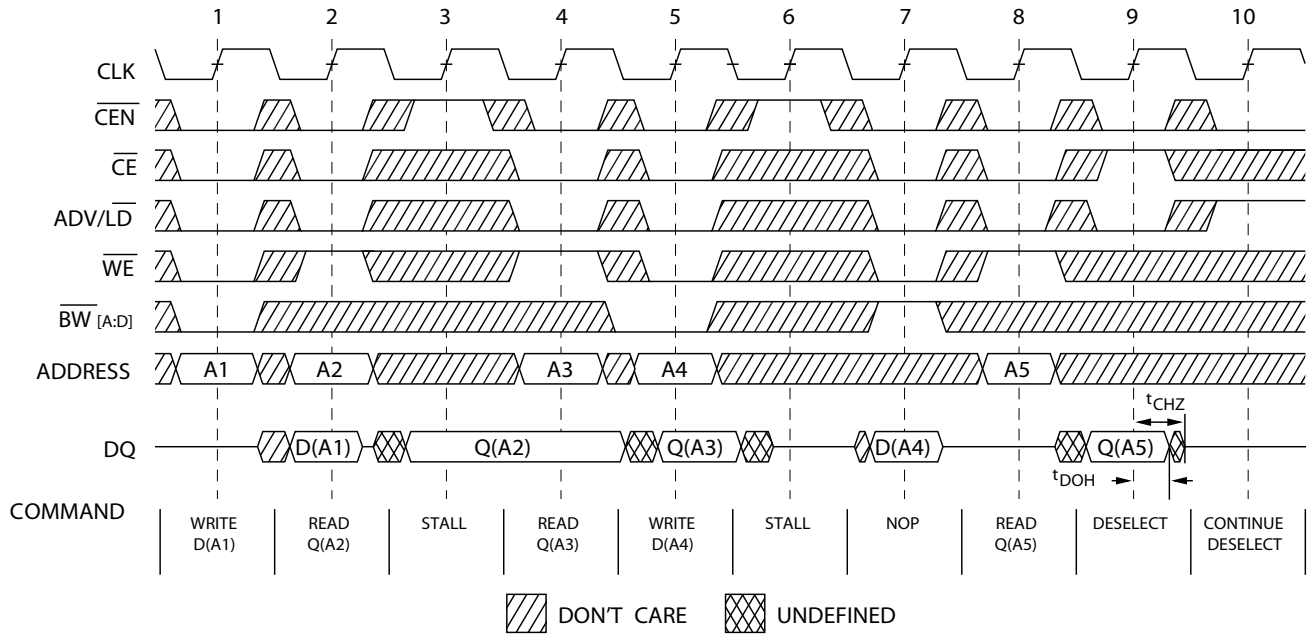 1 2 3 4 5 6 7 8 9 10
CLK
CEN
CE
ADV/LD
WE
BW [A:D]
ADDRESS A1 A2 A3 A4 A5
tCHZ
DQ D(A1) Q(A2) Q(A3) D(A4) Q(A5)
tDOH
COMMAND
WRITE READ STALL READ WRITE STALL NOP READ DESELECT CONTINUE
D(A1) Q(A2) Q(A3) D(A4) Q(A5) DESELECT
DON'T CARE UNDEFINED